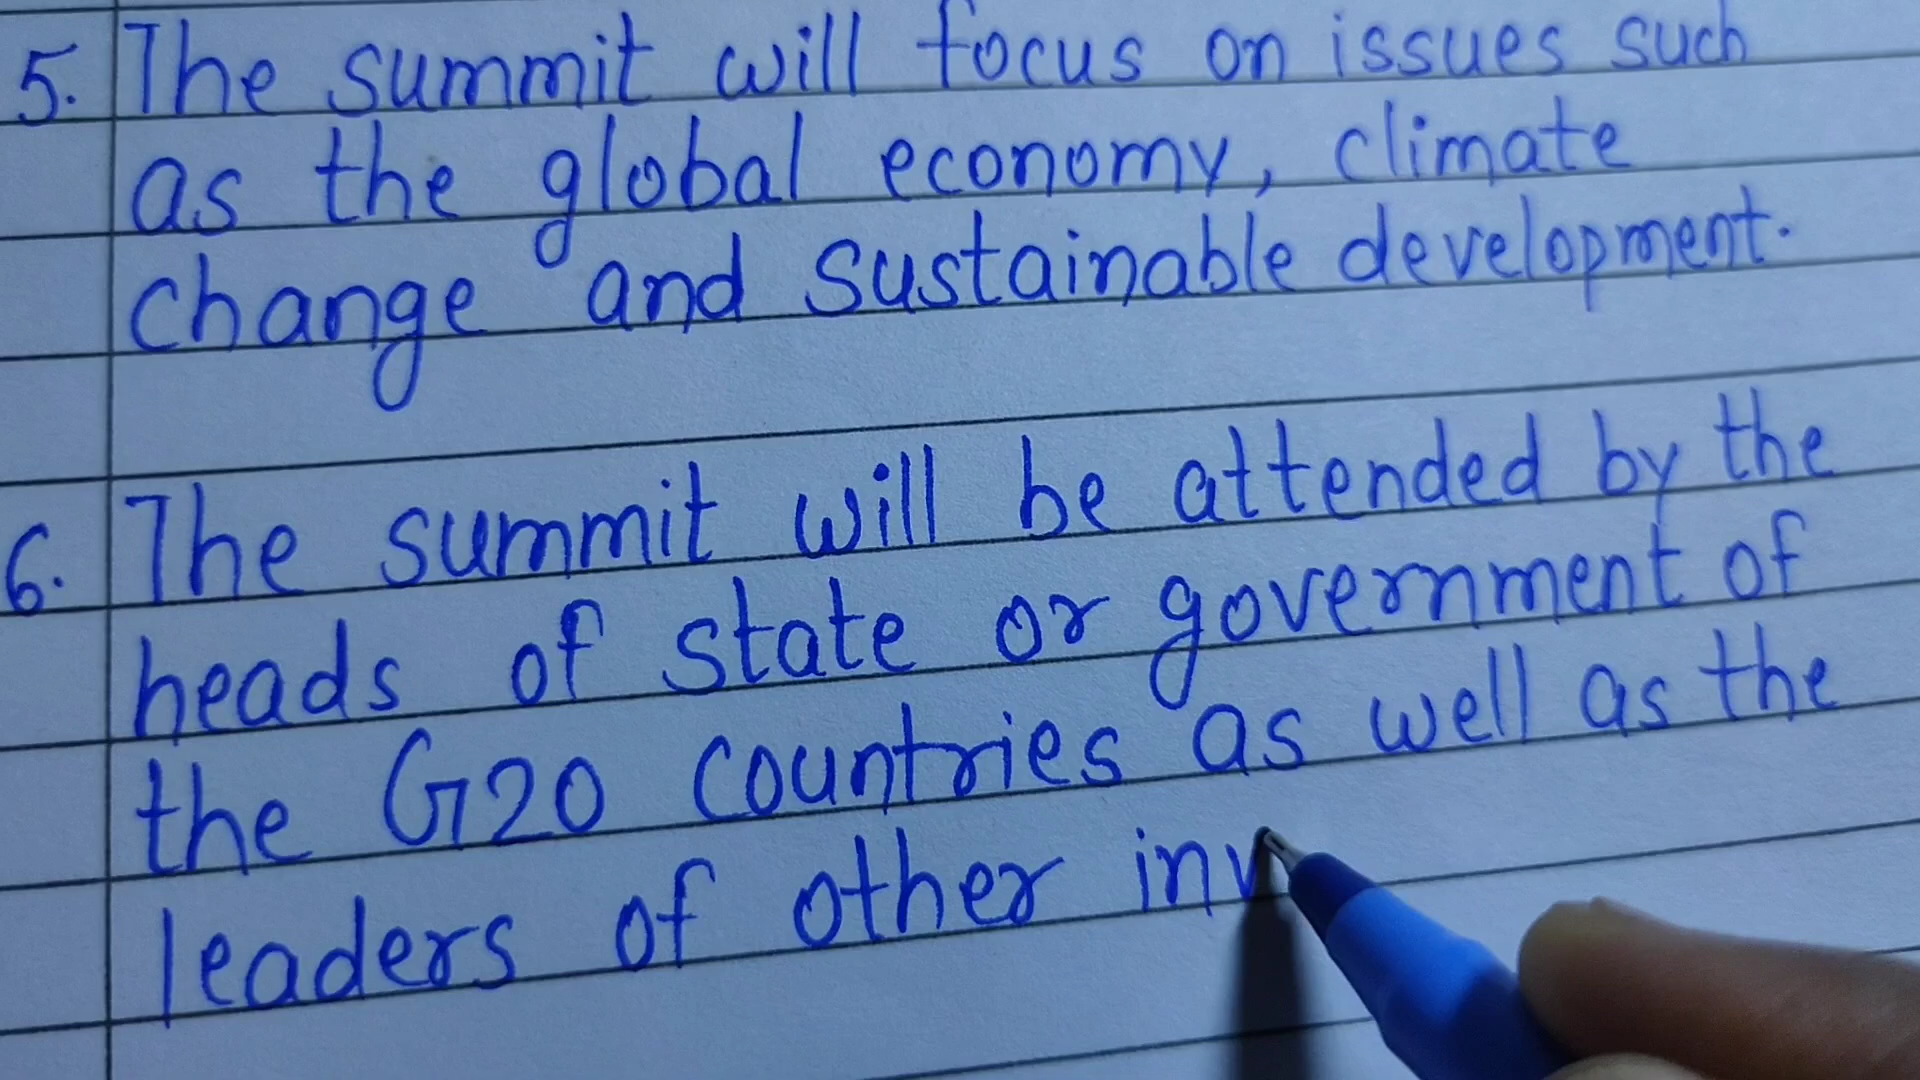 5. The summit will focus on issues such
as the global economy, climate
change and sustainable development.
6. The summit will be attended by the
heads of state or government of
the G20 countries as well as the
leaders of other inv